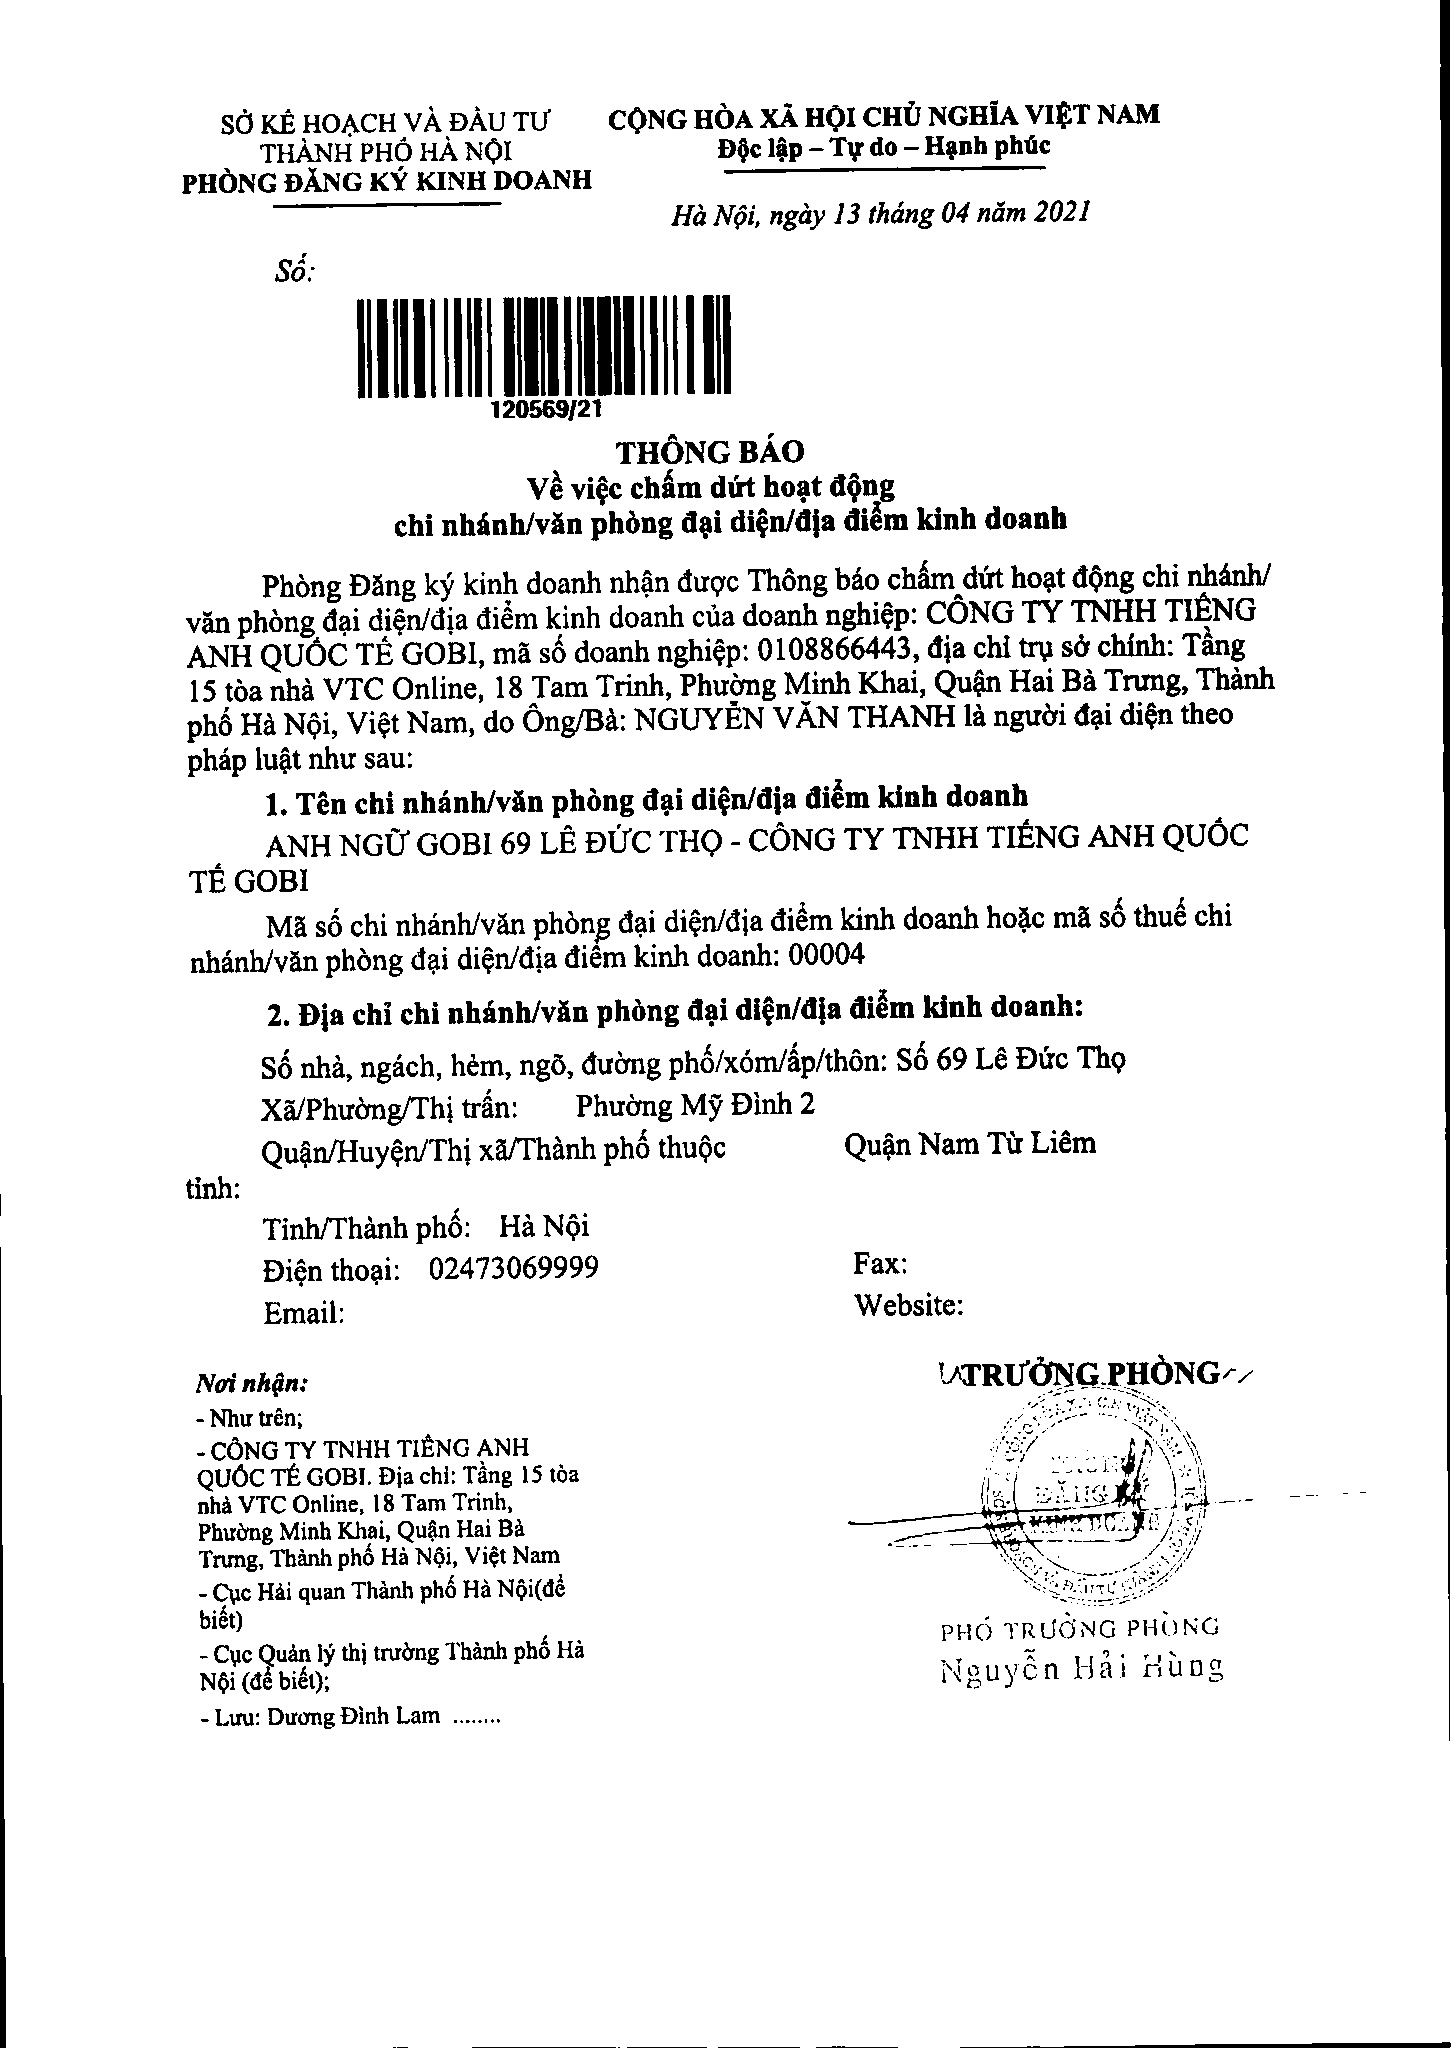 SỞ KẾ HOẠCH VÀ ĐẦU TƯ
THÀNH PHỐ HÀ NỘI
PHÒNG ĐĂNG KÝ KINH DOANH
CỘNG HÒA XÃ HỘI CHỦ NGHĨA VIỆT NAM
Độc lập – Tự do – Hạnh phúc
Hà Nội, ngày 13 tháng 04 năm 2021
Số:
120569/21
THÔNG BÁO
Về việc chấm dứt hoạt động
chi nhánh/văn phòng đại diện/địa điểm kinh doanh
Phòng Đăng ký kinh doanh nhận được Thông báo chấm dứt hoạt động chi nhánh/
văn phòng đại diện/địa điểm kinh doanh của doanh nghiệp: CÔNG TY TNHH TIẾNG
ANH QUỐC TẾ GOBI, mã số doanh nghiệp: 0108866443, địa chỉ trụ sở chính: Tầng
15 tòa nhà VTC Online, 18 Tam Trinh, Phường Minh Khai, Quận Hai Bà Trưng, Thành
phố Hà Nội, Việt Nam, do Ông/Bà: NGUYỄN VĂN THANH là người đại diện theo
pháp luật như sau:
1. Tên chi nhánh/văn phòng đại diện/địa điểm kinh doanh
ANH NGỮ GOBI 69 LÊ ĐỨC THỌ - CÔNG TY TNHH TIẾNG ANH QUỐC
TẾ GOBI
Mã số chi nhánh/văn phòng đại diện/địa điểm kinh doanh hoặc mã số thuế chi
nhánh/văn phòng đại diện/địa điểm kinh doanh: 00004
2. Địa chỉ chi nhánh/văn phòng đại diện/địa điểm kinh doanh:
Số nhà, ngách, hẻm, ngõ, đường phố/xóm/ấp/thôn: Số 69 Lê Đức Thọ
Xã/Phường/Thị trấn: Phường Mỹ Đình 2
Quận/Huyện/Thị xã/Thành phố thuộc Quận Nam Từ Liêm
tỉnh:
Tỉnh/Thành phố: Hà Nội
Điện thoại: 02473069999 Fax:
Email: Website:
Nơi nhận:
- Như trên;
- CÔNG TY TNHH TIẾNG ANH
QUỐC TẾ GOBI. Địa chỉ: Tầng 15 tòa
nhà VTC Online, 18 Tam Trinh,
Phường Minh Khai, Quận Hai Bà
Trưng, Thành phố Hà Nội, Việt Nam
- Cục Hải quan Thành phố Hà Nội(để
biết)
- Cục Quản lý thị trường Thành phố Hà
Nội (để biết);
- Lưu: Dương Đình Lam ........
TRƯỞNG PHÒNG
ĐĂNG KÝ
KINH DOANH
PHÓ TRƯỞNG PHÒNG
Nguyễn Hải Hùng